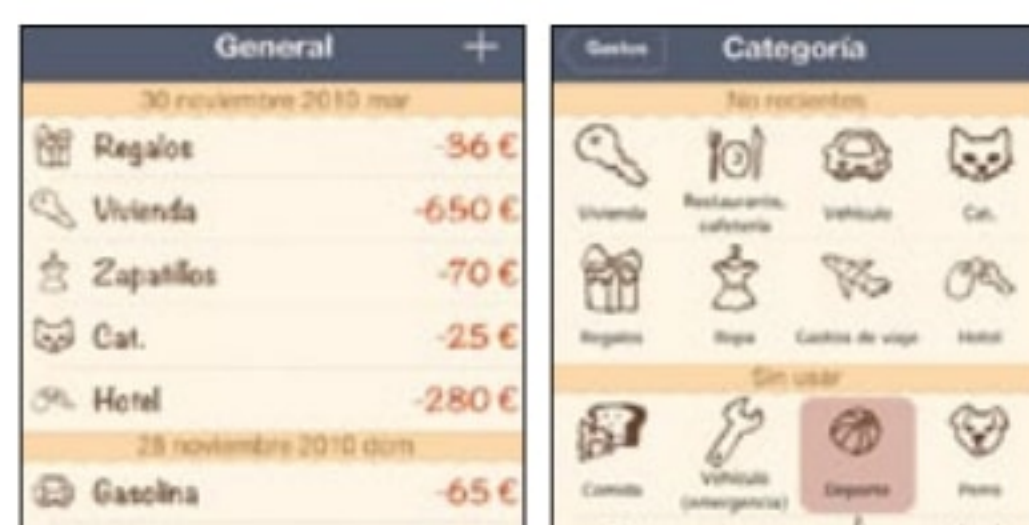 General +
30 noviembre 2010 mar
Regalos -36 €
Vivienda -650 €
Zapatillos -70 €
Cat. -25 €
Hotel -280 €
28 noviembre 2010 dom
Gasolina -65 €
Gastos Categoría
No recientes
Vivienda Restaurante, cafetería Vehículo Cat.
Regalos Ropa Gastos de viaje Hotel
Sin usar
Comida Vehículo (emergencia) Deporte Perro